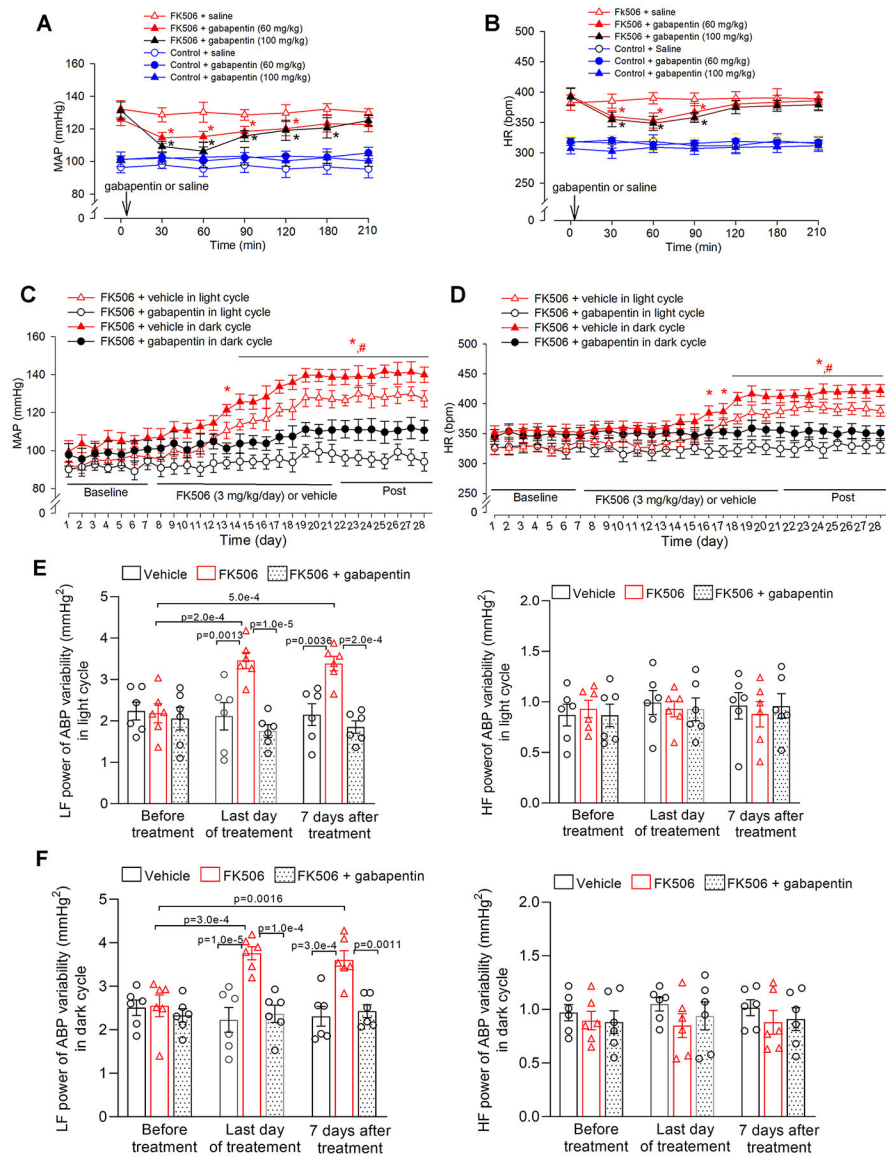 A
FK506 + saline
FK506 + gabapentin (60 mg/kg)
FK506 + gabapentin (100 mg/kg)
Control + saline
Control + gabapentin (60 mg/kg)
Control + gabapentin (100 mg/kg)
MAP (mmHg)
160
140
120
100
80
0
* * * *
* * * * *
gabapentin or saline
0 30 60 90 120 180 210
Time (min)
B
Fk506 + saline
FK506 + gabapentin (60 mg/kg)
FK506 + gabapentin (100 mg/kg)
Control + Saline
Control + gabapentin (60 mg/kg)
Control + gabapentin (100 mg/kg)
HR (bpm)
500
450
400
350
300
250
0
* * *
* * *
gabapentin or saline
0 30 60 90 120 180 210
Time (min)
C
FK506 + vehicle in light cycle
FK506 + gabapentin in light cycle
FK506 + vehicle in dark cycle
FK506 + gabapentin in dark cycle
MAP (mmHg)
160
140
120
100
80
0
*
*,#
Baseline
FK506 (3 mg/kg/day) or vehicle
Post
1 2 3 4 5 6 7 8 9 10 11 12 13 14 15 16 17 18 19 20 21 22 23 24 25 26 27 28
Time (day)
D
FK506 + vehicle in light cycle
FK506 + gabapentin in light cycle
FK506 + vehicle in dark cycle
FK506 + gabapentin in dark cycle
HR (bpm)
500
450
400
350
300
250
0
* *
*,#
Baseline
FK506 (3 mg/kg/day) or vehicle
Post
1 2 3 4 5 6 7 8 9 10 11 12 13 14 15 16 17 18 19 20 21 22 23 24 25 26 27 28
Time (day)
E
Vehicle FK506 FK506 + gabapentin
LF power of ABP variability (mmHg2)
in light cycle
5
4
3
2
1
0
5.0e-4
p=2.0e-4
p=1.0e-5
p=0.0013
p=0.0036
p=2.0e-4
Before
treatment
Last day
of treatement
7 days after
treatment
Vehicle FK506 FK506 + gabapentin
HF powerof ABP variability (mmHg2)
in light cycle
2.0
1.5
1.0
0.5
0.0
Before
treatment
Last day
of treatement
7 days after
treatment
F
Vehicle FK506 FK506 + gabapentin
LF power of ABP variability (mmHg2)
in dark cycle
5
4
3
2
1
0
p=0.0016
p=3.0e-4
p=1.0e-4
p=1.0e-5
p=3.0e-4
p=0.0011
Before
treatment
Last day
of treatement
7 days after
treatment
Vehicle FK506 FK506 + gabapentin
HF power of ABP variability (mmHg2)
in dark cycle
2.0
1.5
1.0
0.5
0.0
Before
treatment
Last day
of treatement
7 days after
treatment